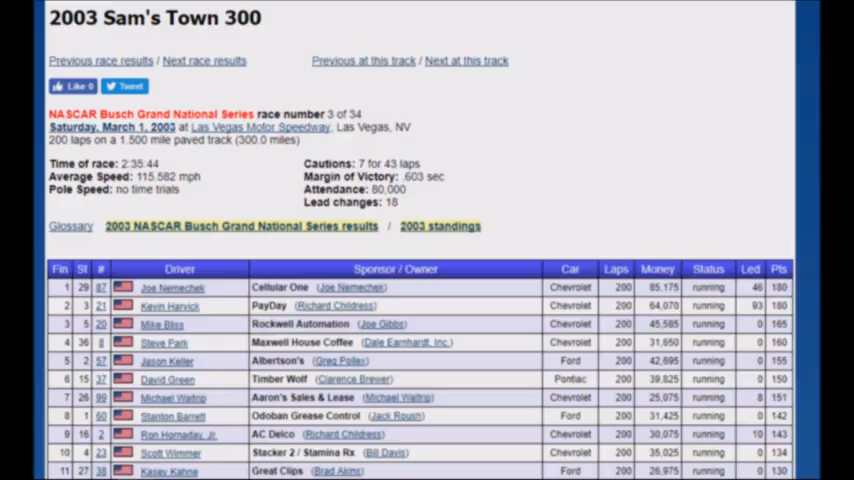 2003 Sam's Town 300
Previous race results / Next race results Previous at this track / Next at this track
Like 0 Tweet
NASCAR Busch Grand National Series race number 3 of 34
Saturday, March 1, 2003 at Las Vegas Motor Speedway, Las Vegas, NV
200 laps on a 1.500 mile paved track (300.0 miles)
Time of race: 2:35:44 Cautions: 7 for 43 laps
Average Speed: 115.582 mph Margin of Victory: .603 sec
Pole Speed: no time trials Attendance: 80,000
Lead changes: 18
Glossary 2003 NASCAR Busch Grand National Series results / 2003 standings
Fin St # Driver Sponsor / Owner Car Laps Money Status Led Pts
1 29 87 Joe Nemechek Cellular One (Joe Nemechek) Chevrolet 200 85,175 running 46 180
2 3 21 Kevin Harvick PayDay (Richard Childress) Chevrolet 200 64,070 running 93 180
3 5 20 Mike Bliss Rockwell Automation (Joe Gibbs) Chevrolet 200 45,585 running 0 165
4 36 8 Steve Park Maxwell House Coffee (Dale Earnhardt, Inc.) Chevrolet 200 31,650 running 0 160
5 2 57 Jason Keller Albertson's (Greg Pollex) Ford 200 42,695 running 0 155
6 15 37 David Green Timber Wolf (Clarence Brewer) Pontiac 200 39,825 running 0 150
7 26 99 Michael Waltrip Aaron's Sales & Lease (Michael Waltrip) Chevrolet 200 25,075 running 8 151
8 1 60 Stanton Barrett Odoban Grease Control (Jack Roush) Ford 200 31,425 running 0 142
9 16 2 Ron Hornaday, Jr. AC Delco (Richard Childress) Chevrolet 200 30,075 running 10 143
10 4 23 Scott Wimmer Stacker 2 / Stamina Rx (Bill Davis) Chevrolet 200 35,025 running 0 134
11 27 38 Kasey Kahne Great Clips (Brad Akins) Ford 200 26,975 running 0 130